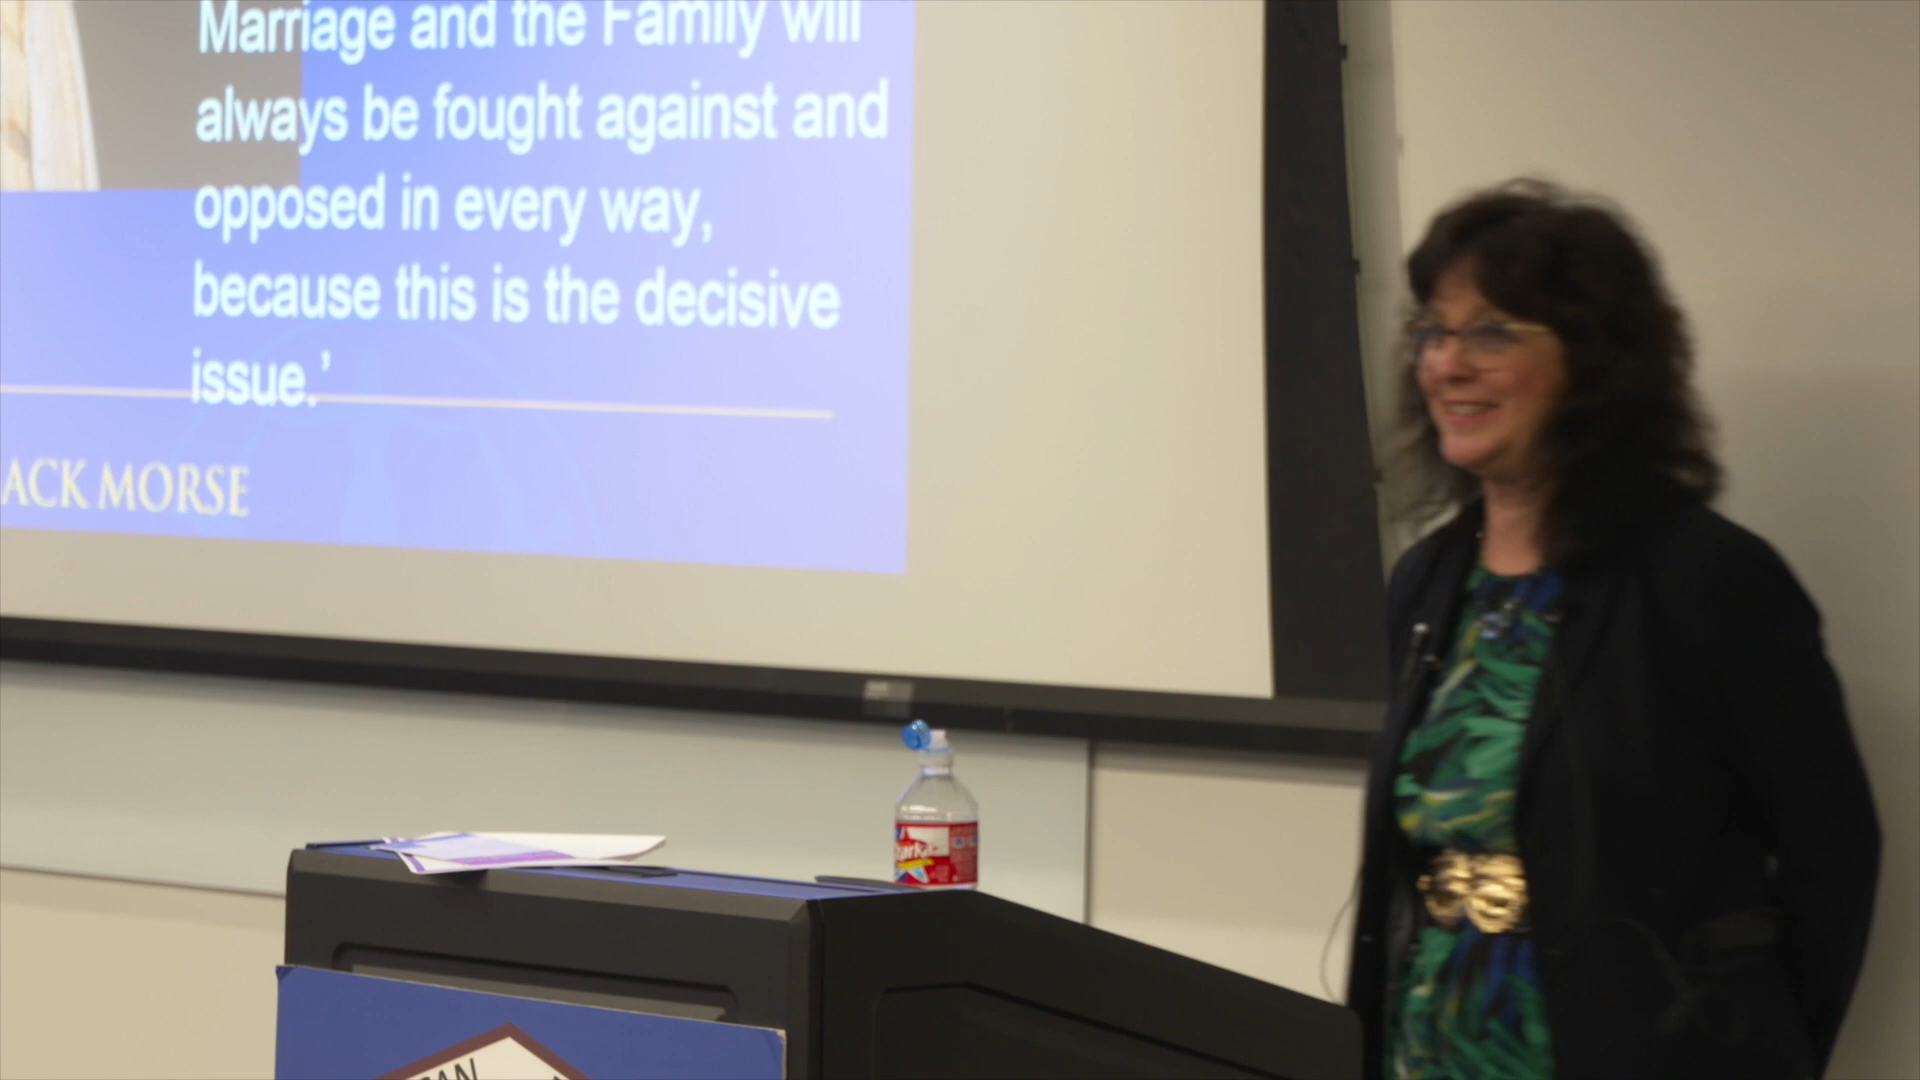 Marriage and the Family will
always be fought against and
opposed in every way,
because this is the decisive
issue.’
ACK MORSE